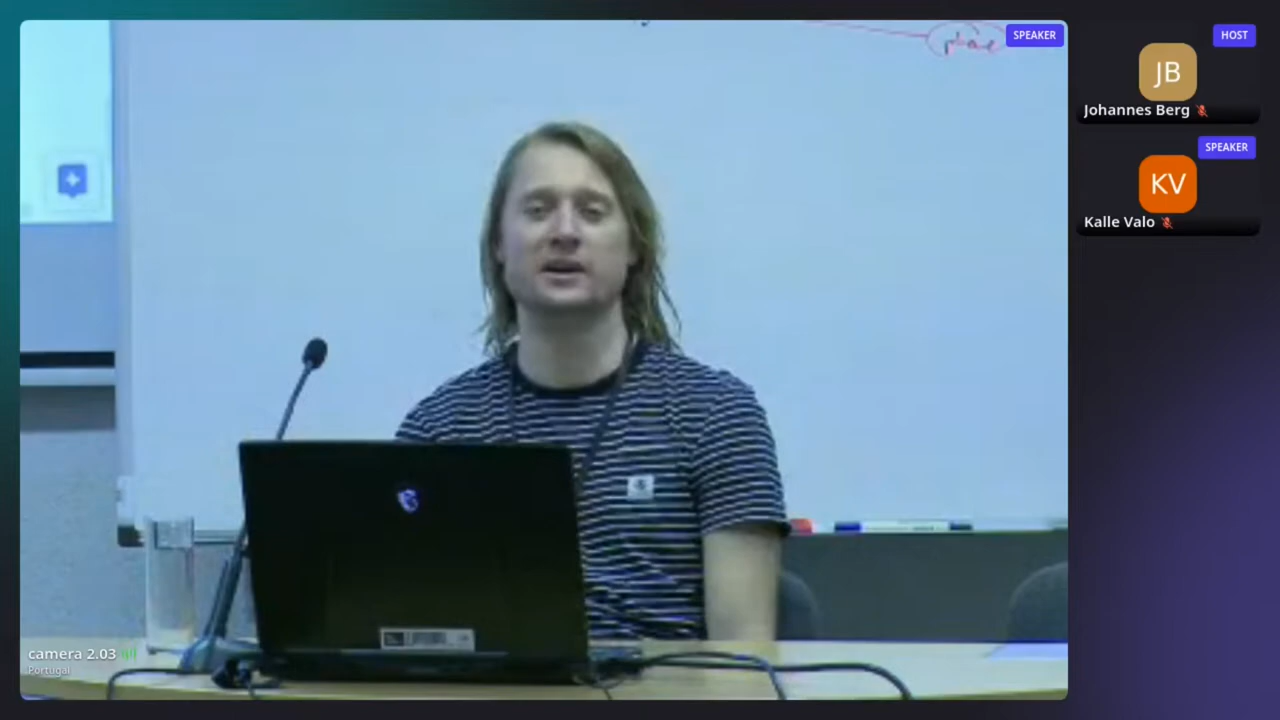 SPEAKER
HOST
JB
Johannes Berg
SPEAKER
KV
Kalle Valo
camera 2.03
Portugal